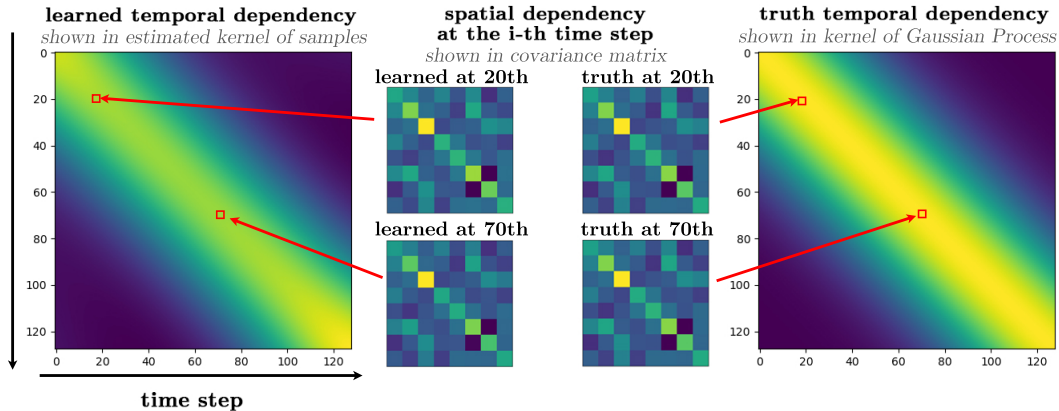 learned temporal dependency
shown in estimated kernel of samples
spatial dependency
at the i-th time step
shown in covariance matrix
truth temporal dependency
shown in kernel of Gaussian Process
learned at 20th
truth at 20th
learned at 70th
truth at 70th
0
20
40
60
80
100
120
0 20 40 60 80 100 120
0
20
40
60
80
100
120
0 20 40 60 80 100 120
time step